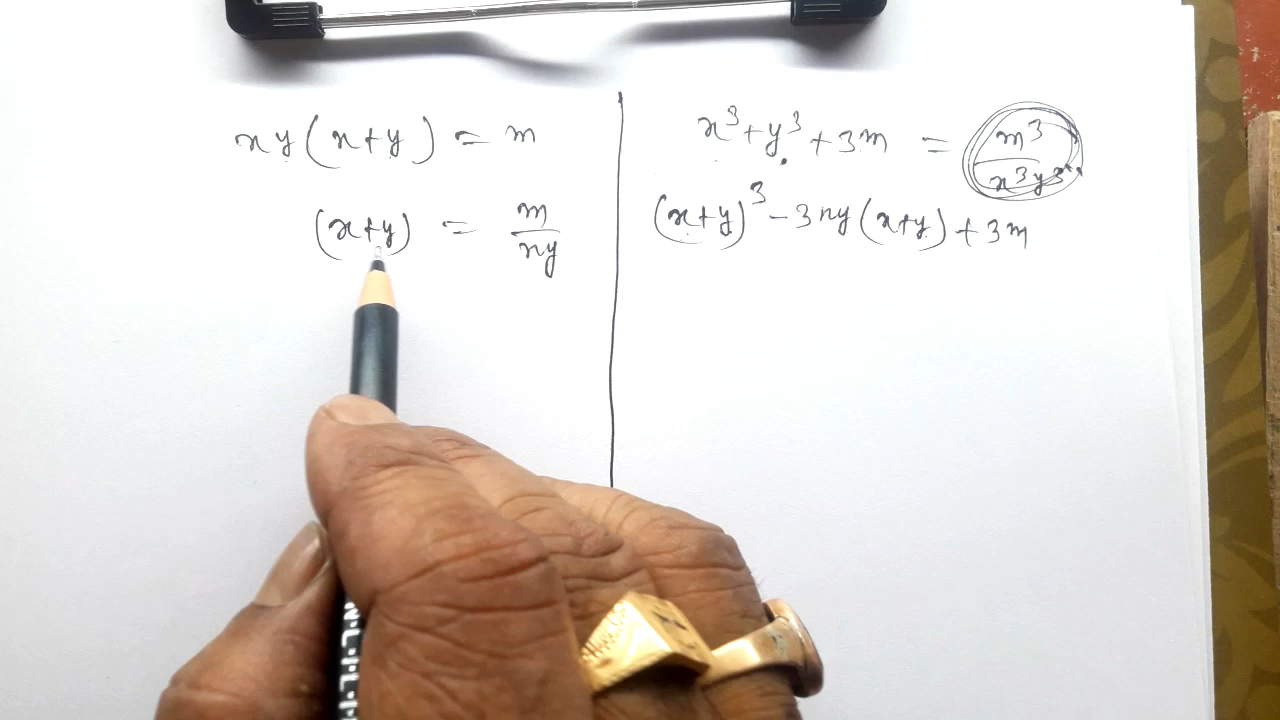 xy(x+y) = m
(x+y) = m/xy
x³+y³+3m = m³/x³y³
(x+y)³-3xy(x+y)+3m